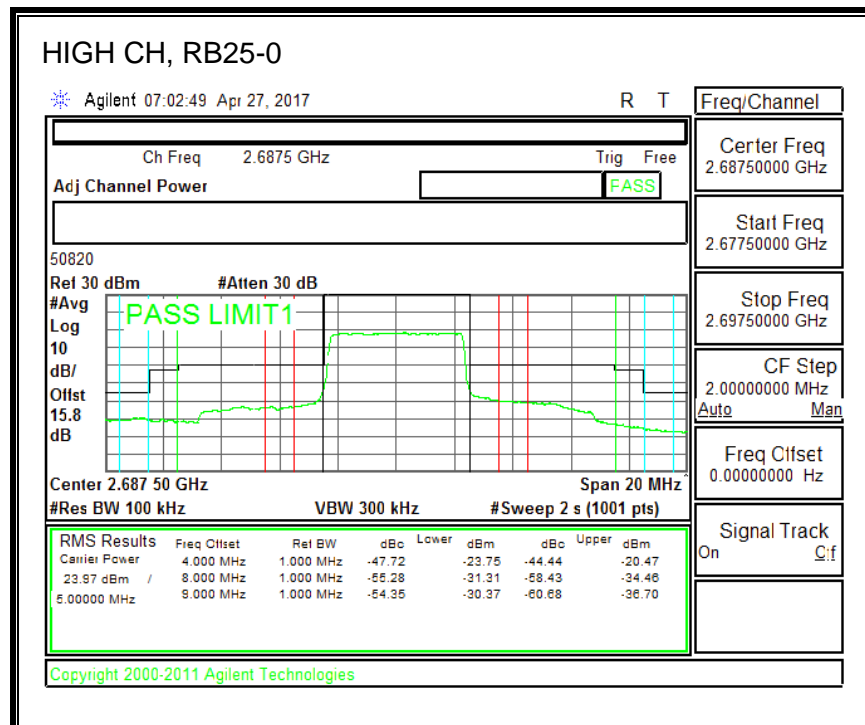 HIGH CH, RB25-0
Agilent 07:02:49 Apr 27, 2017 R T
Freq/Channel
Ch Freq 2.6875 GHz Trig Free
Adj Channel Power PASS
Center Freq
2.68750000 GHz
Start Freq
2.67750000 GHz
Stop Freq
2.69750000 GHz
CF Step
2.00000000 MHz
Auto Man
Freq Offset
0.00000000 Hz
Signal Track
On Off
50820
Ref 30 dBm #Atten 30 dB
#Avg
Log
10
dB/
Offst
15.8
dB
PASS LIMIT1
Center 2.687 50 GHz Span 20 MHz
#Res BW 100 kHz VBW 300 kHz #Sweep 2 s (1001 pts)
RMS Results Freq Offset Ref BW dBc Lower dBm dBc Upper dBm
Carrier Power 4.000 MHz 1.000 MHz -47.72 -23.75 -44.44 -20.47
23.97 dBm / 8.000 MHz 1.000 MHz -55.28 -31.31 -58.43 -34.46
5.00000 MHz 9.000 MHz 1.000 MHz -54.35 -30.37 -60.68 -36.70
Copyright 2000-2011 Agilent Technologies